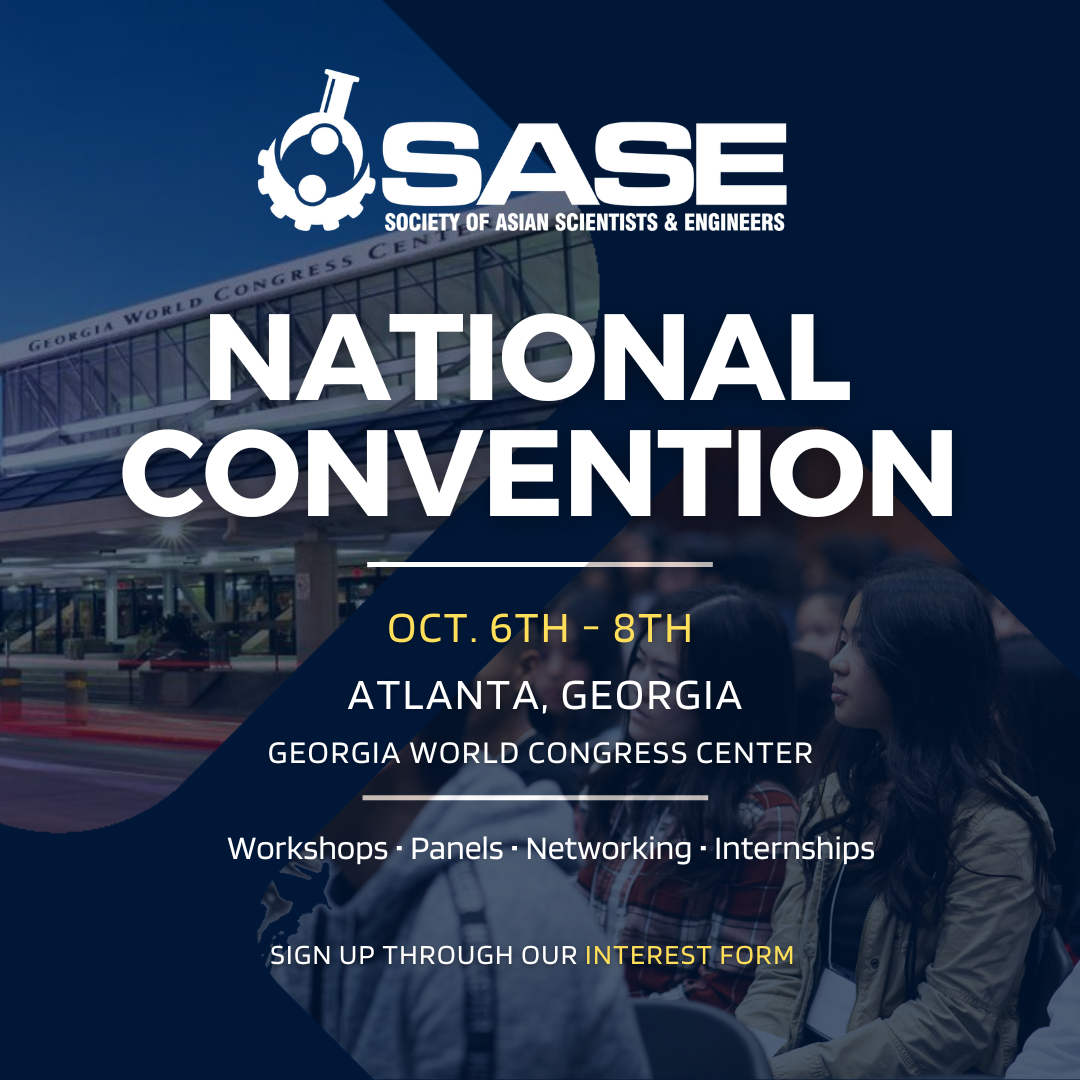 SASE
SOCIETY OF ASIAN SCIENTISTS & ENGINEERS
GEORGIA WORLD CONGRESS CENTER
NATIONAL
CONVENTION
OCT. 6TH - 8TH
ATLANTA, GEORGIA
GEORGIA WORLD CONGRESS CENTER
Workshops · Panels · Networking · Internships
SIGN UP THROUGH OUR INTEREST FORM